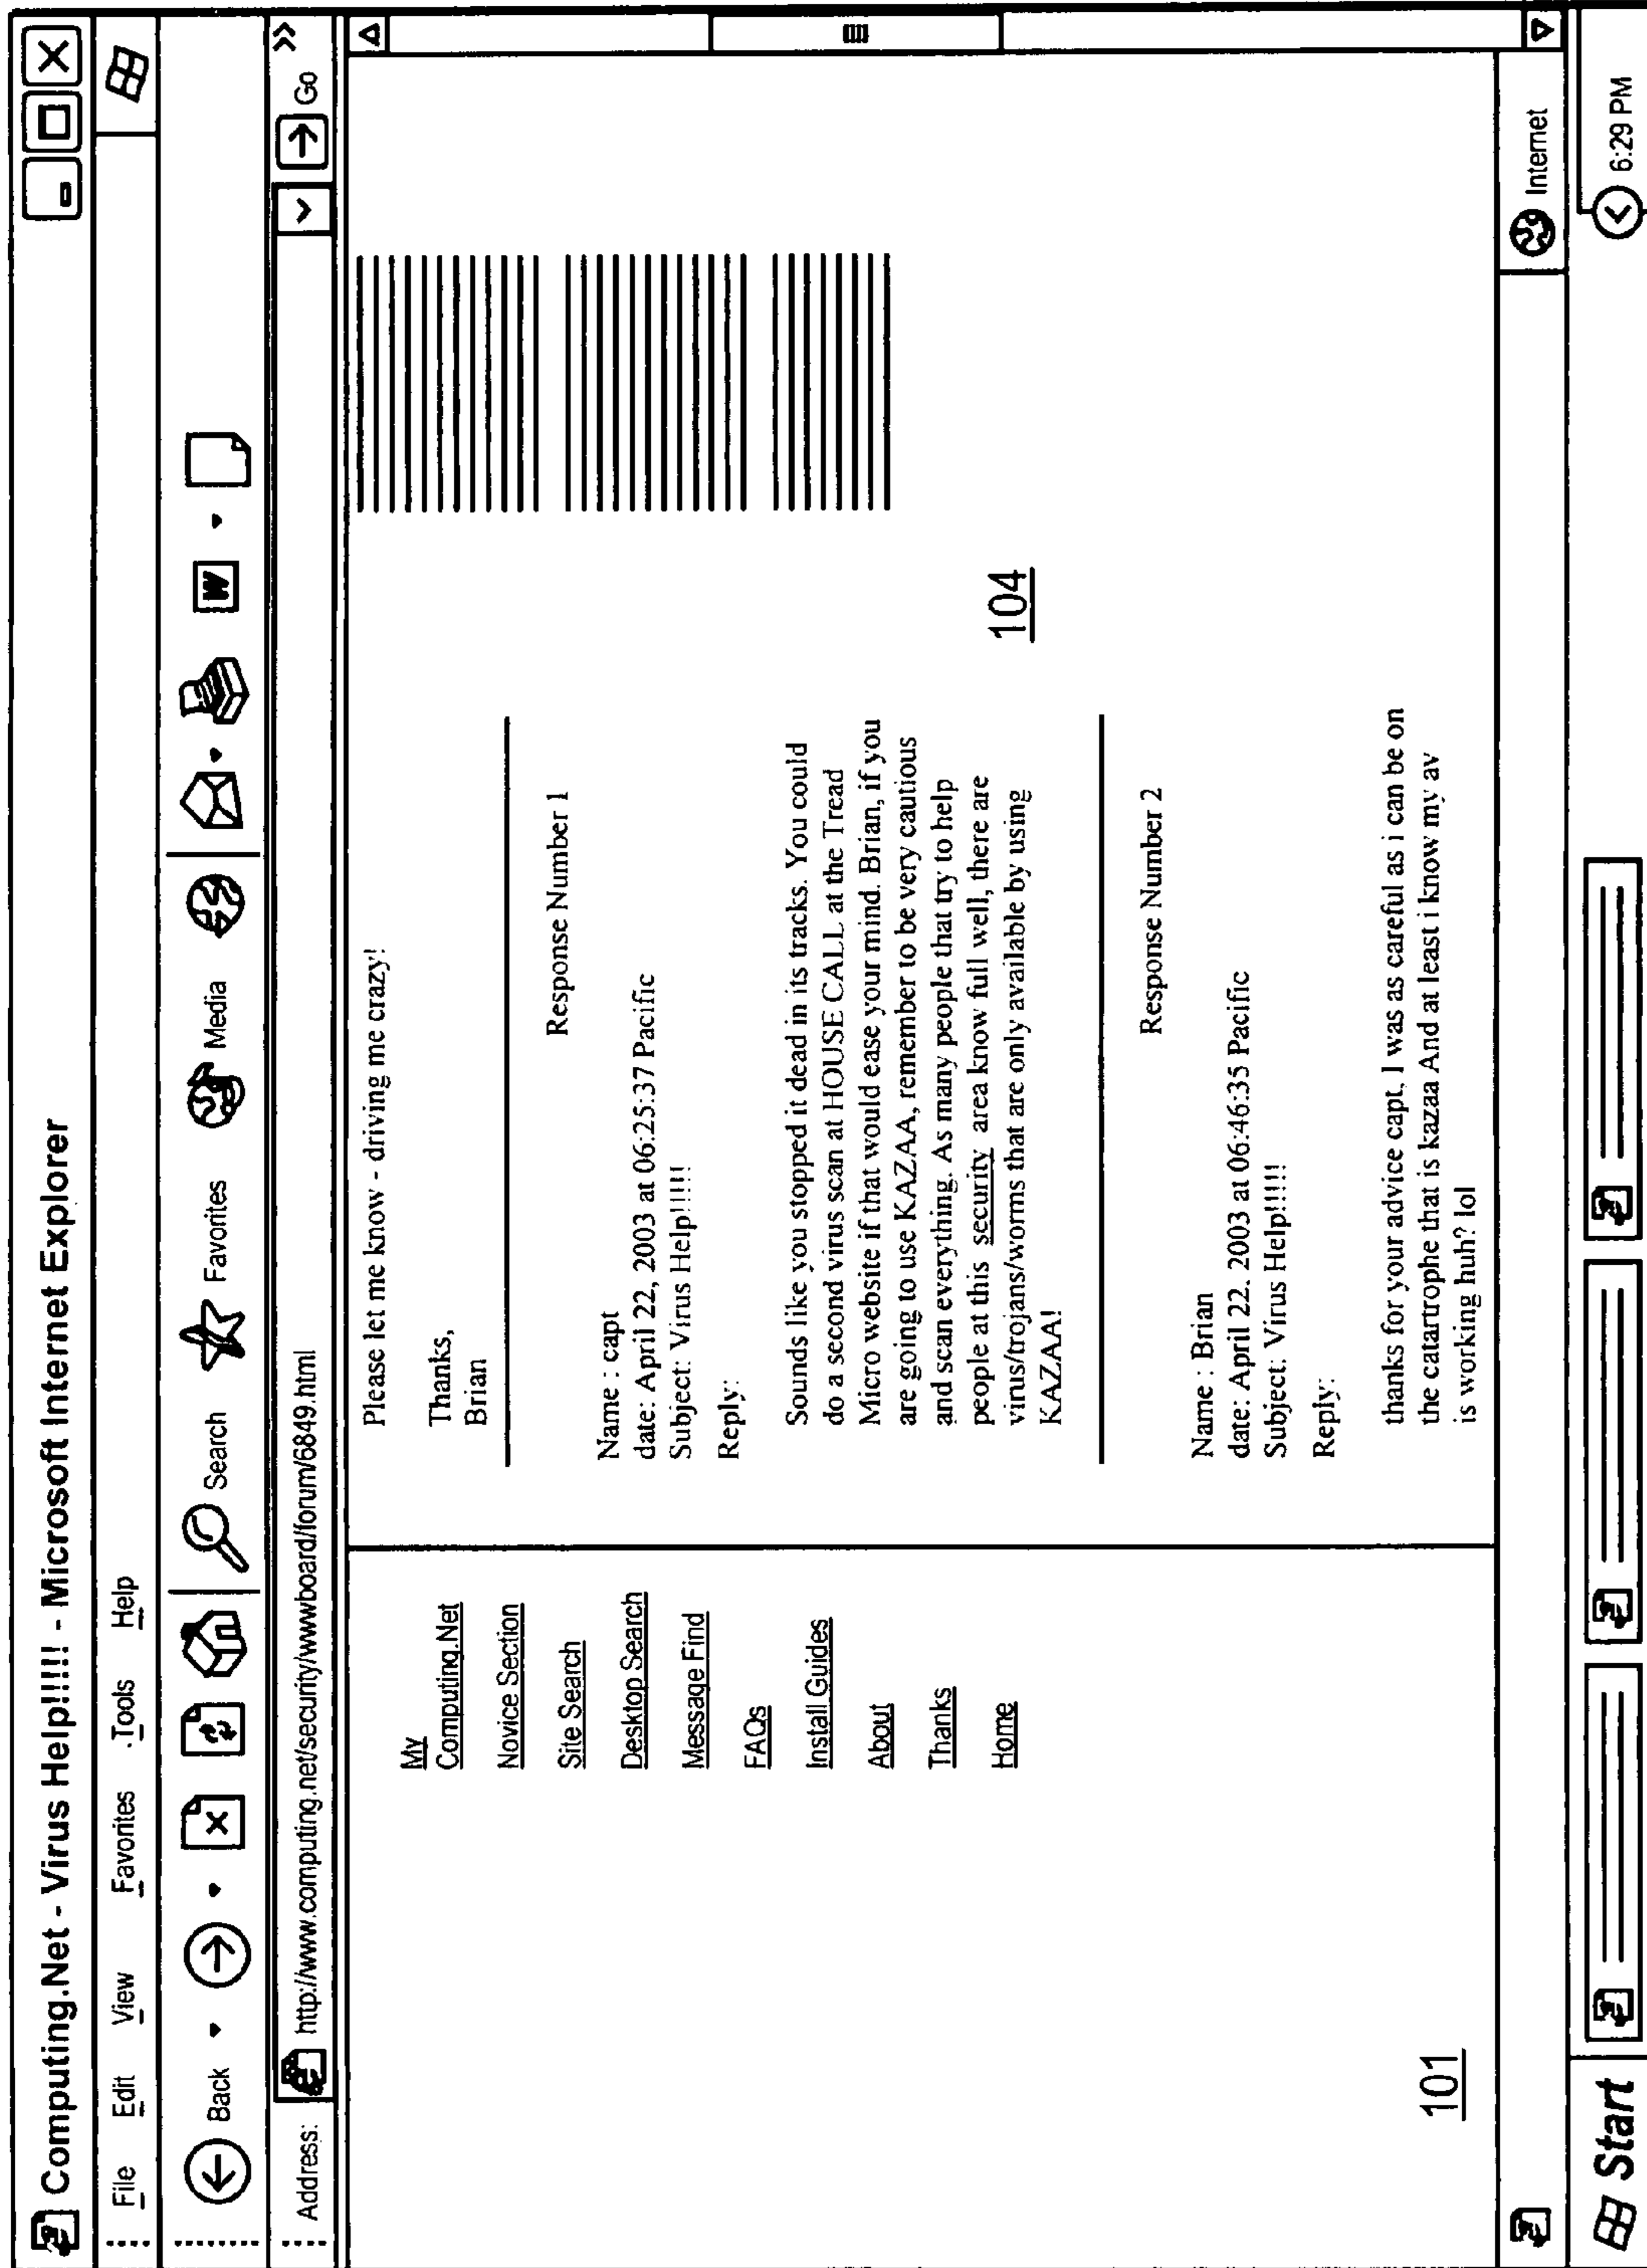 Computing.Net - Virus Help!!!!! - Microsoft Internet Explorer
File Edit View Favorites Tools Help
Back Search Favorites Media W
Address: http://www.computing.net/security/wwwboard/forum/6849.html Go
My
Computing.Net
Novice Section
Site Search
Desktop Search
Message Find
FAQs
Install Guides
About
Thanks
Home
101
Please let me know - driving me crazy!
Thanks,
Brian
Response Number 1
Name : capt
date: April 22, 2003 at 06:25:37 Pacific
Subject: Virus Help!!!!!
Reply:
Sounds like you stopped it dead in its tracks. You could
do a second virus scan at HOUSE CALL at the Tread
Micro website if that would ease your mind. Brian, if you
are going to use KAZAA, remember to be very cautious
and scan everything. As many people that try to help
people at this security area know full well, there are
virus/trojans/worms that are only available by using
KAZAA!
104
Response Number 2
Name : Brian
date: April 22. 2003 at 06:46:35 Pacific
Subject: Virus Help!!!!!
Reply:
thanks for your advice capt, I was as careful as i can be on
the catartrophe that is kazaa And at least i know my av
is working huh? lol
Internet
Start 6:29 PM